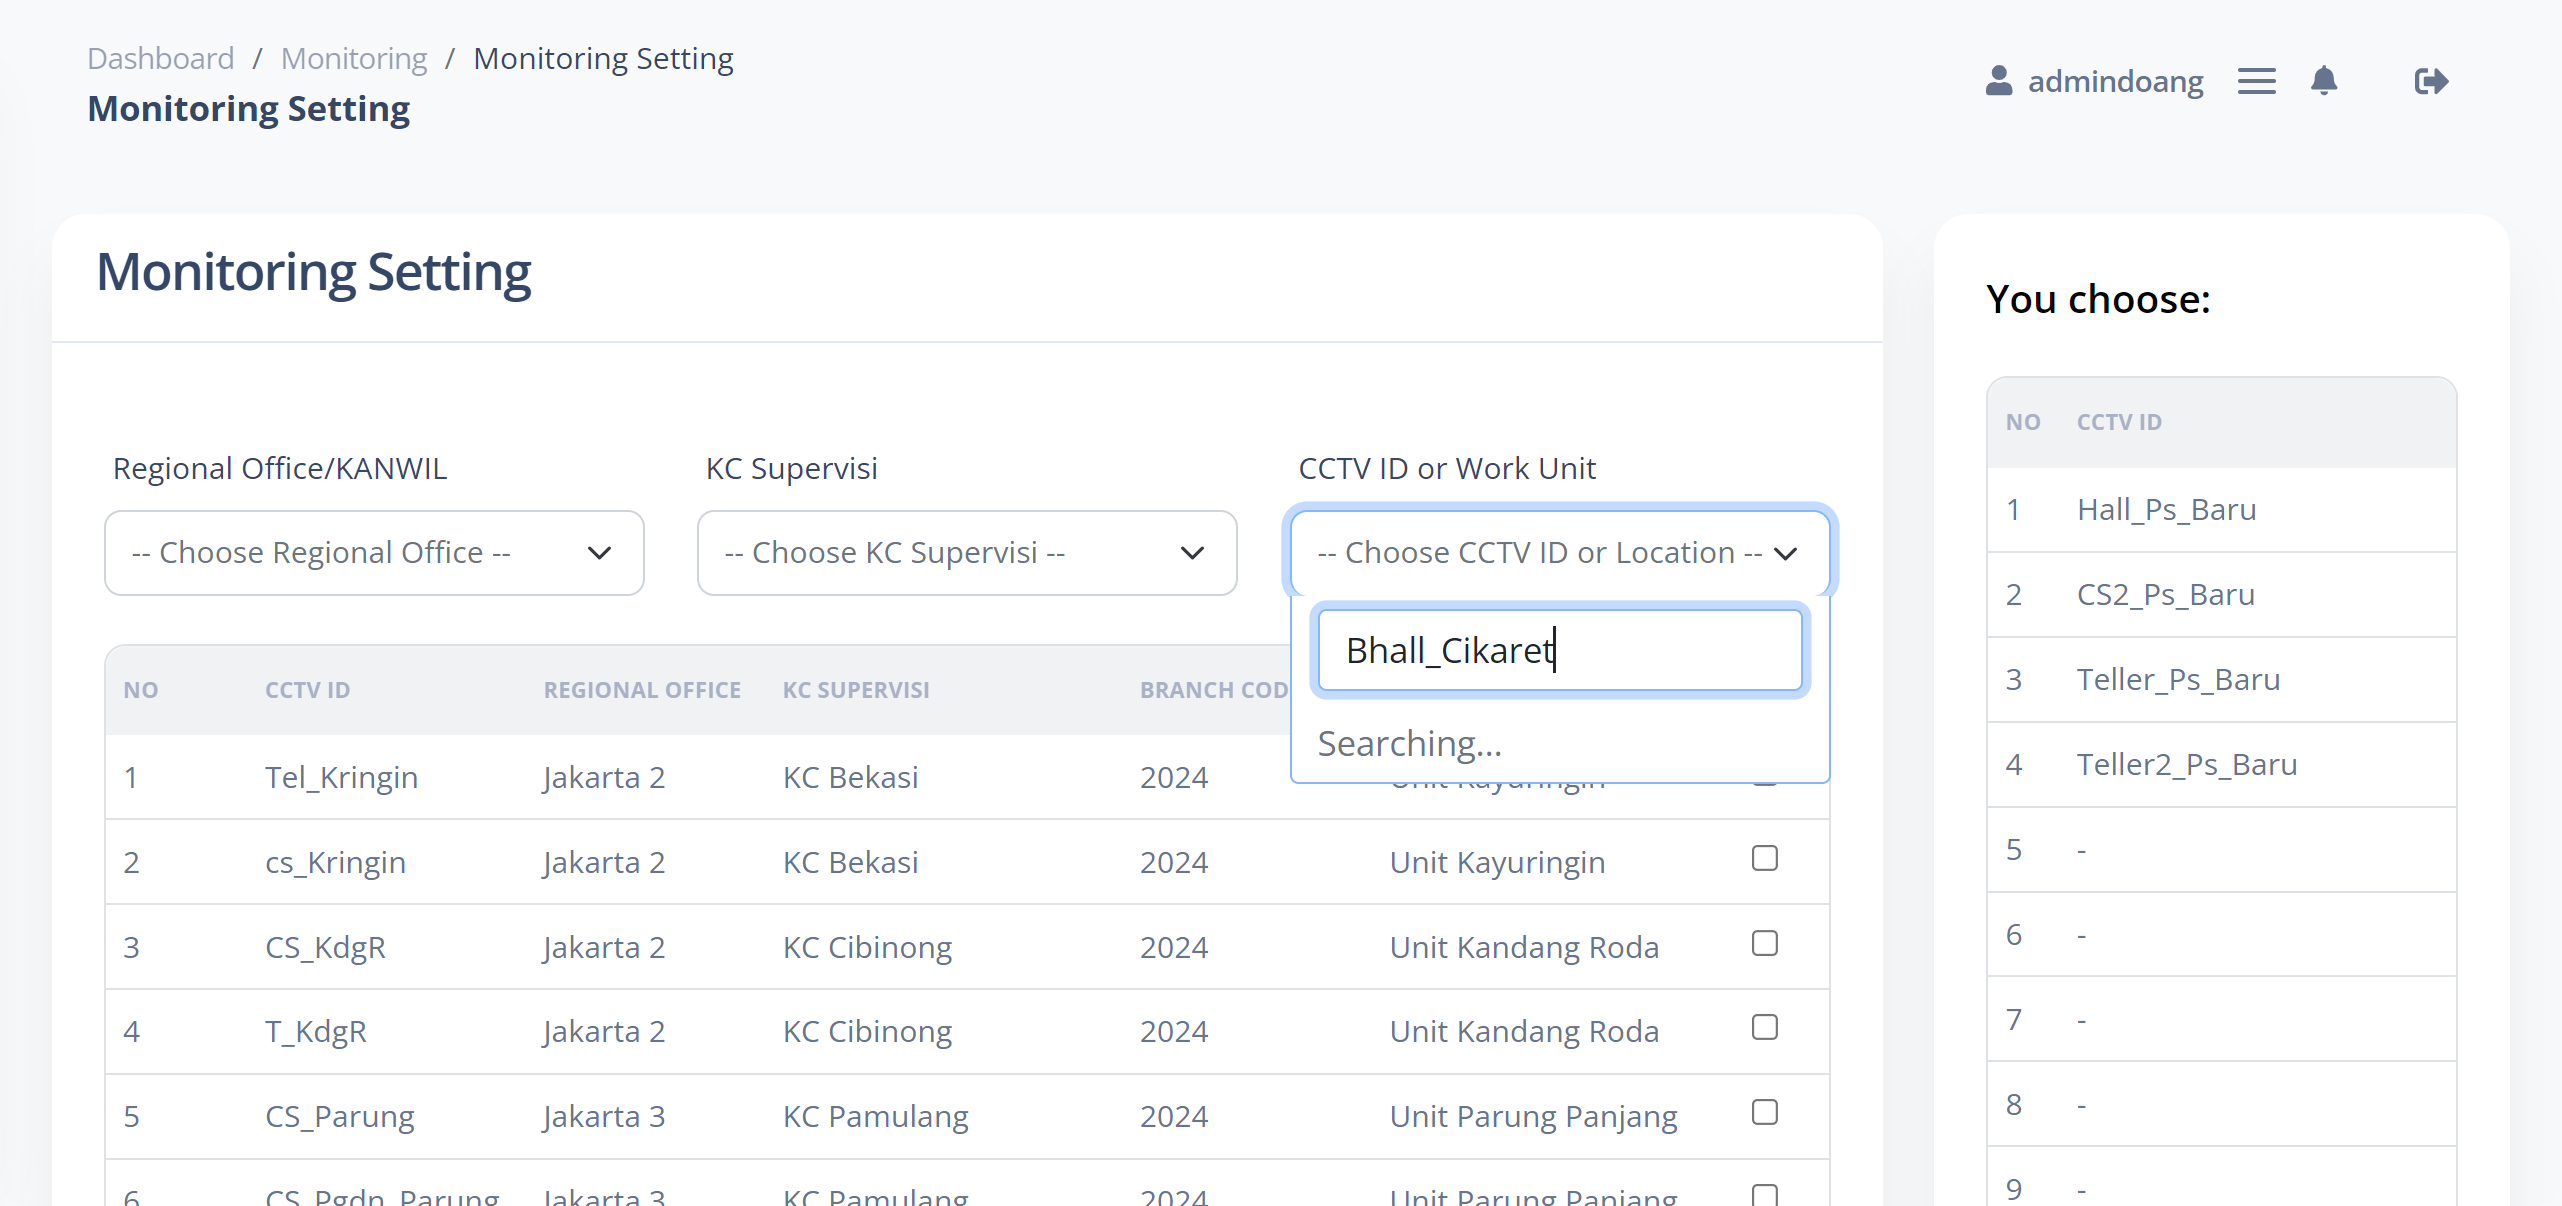 Dashboard / Monitoring / Monitoring Setting
Monitoring Setting
admindoang
Monitoring Setting
Regional Office/KANWIL
-- Choose Regional Office --
KC Supervisi
-- Choose KC Supervisi --
CCTV ID or Work Unit
-- Choose CCTV ID or Location --
Bhall_Cikaret
Searching...
NO CCTV ID REGIONAL OFFICE KC SUPERVISI BRANCH COD
1 Tel_Kringin Jakarta 2 KC Bekasi 2024 Unit Kayuringin
2 cs_Kringin Jakarta 2 KC Bekasi 2024 Unit Kayuringin
3 CS_KdgR Jakarta 2 KC Cibinong 2024 Unit Kandang Roda
4 T_KdgR Jakarta 2 KC Cibinong 2024 Unit Kandang Roda
5 CS_Parung Jakarta 3 KC Pamulang 2024 Unit Parung Panjang
6 CS_Pgdn_Parung Jakarta 3 KC Pamulang 2024 Unit Parung Panjang
You choose:
NO CCTV ID
1 Hall_Ps_Baru
2 CS2_Ps_Baru
3 Teller_Ps_Baru
4 Teller2_Ps_Baru
5 -
6 -
7 -
8 -
9 -